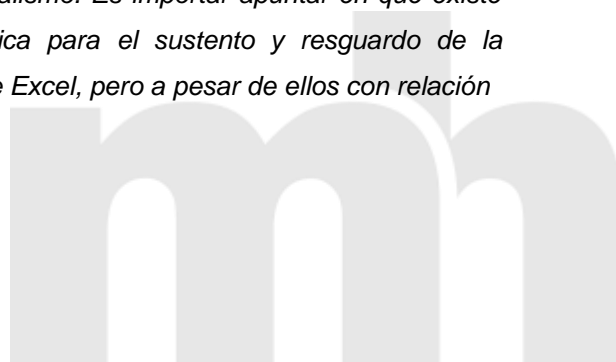 alismo. Es importar apuntar en que existe
ica para el sustento y resguardo de la
e Excel, pero a pesar de ellos con relación